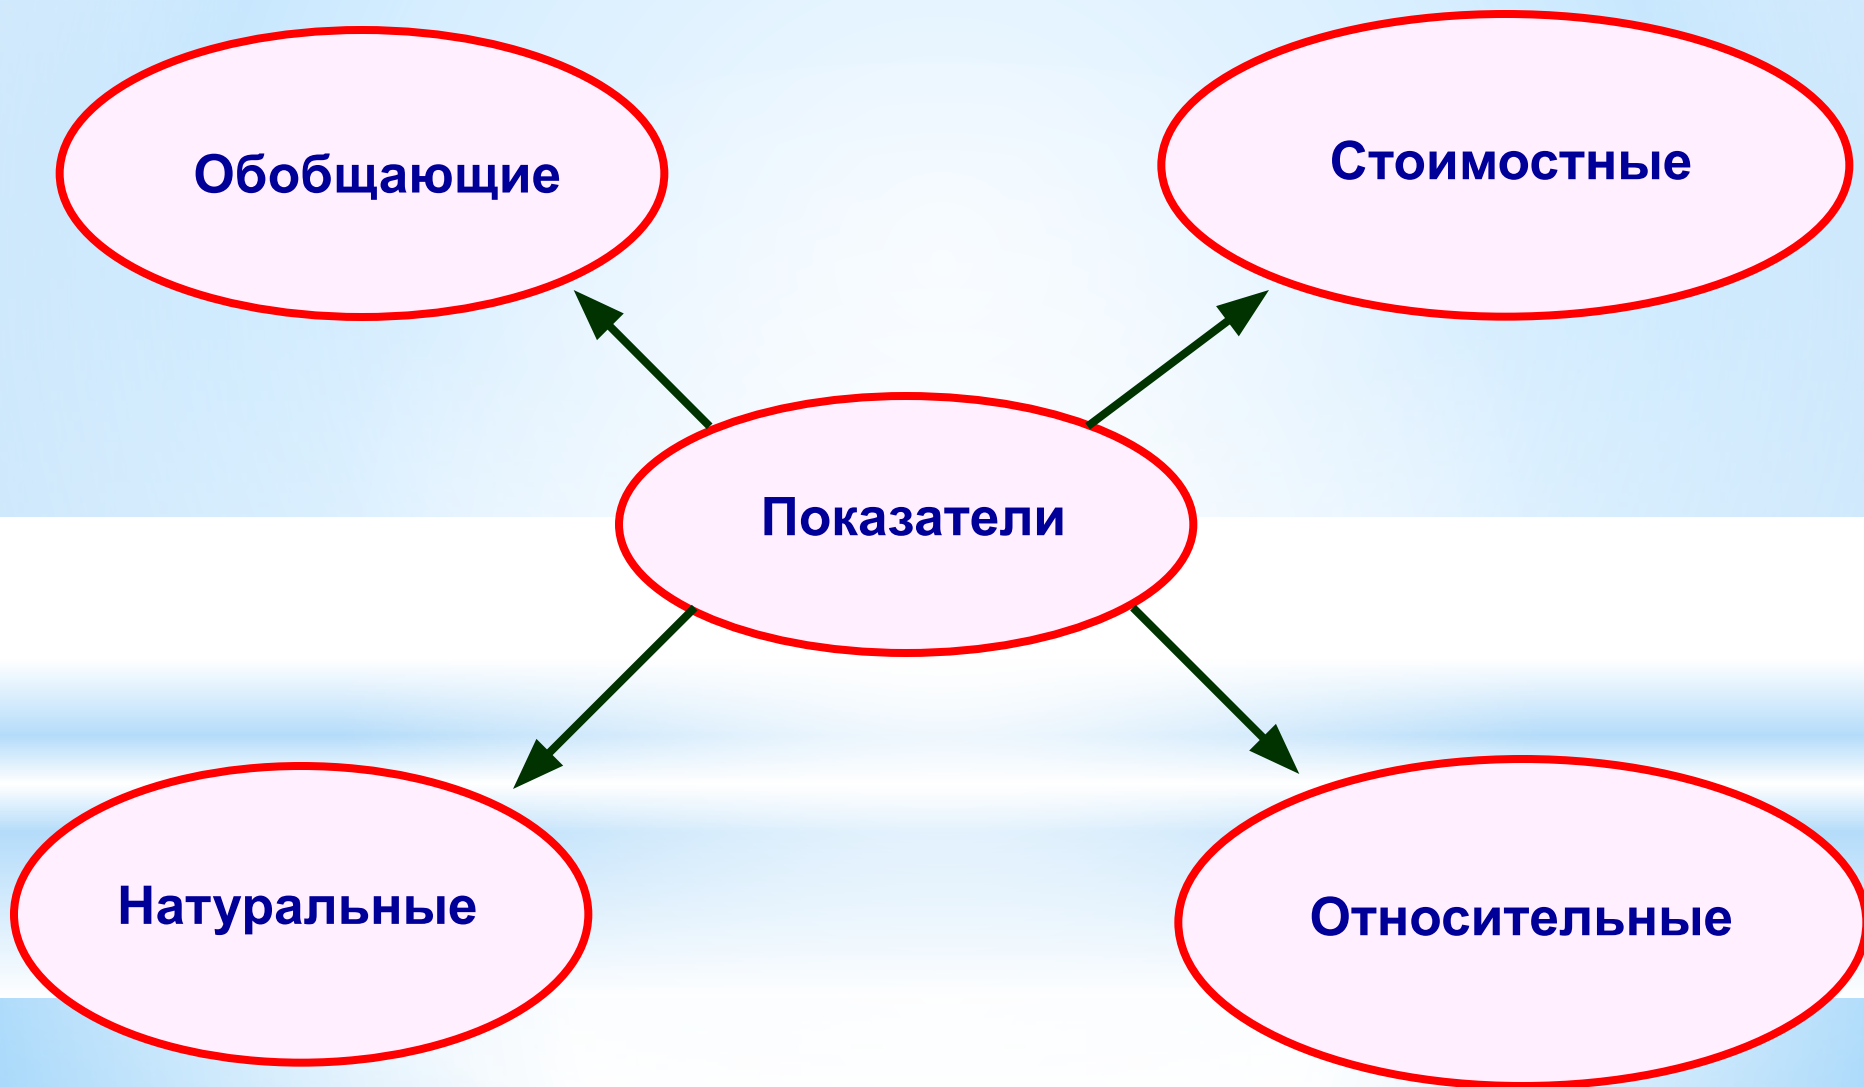 Обобщающие
Стоимостные
Показатели
Натуральные
Относительные